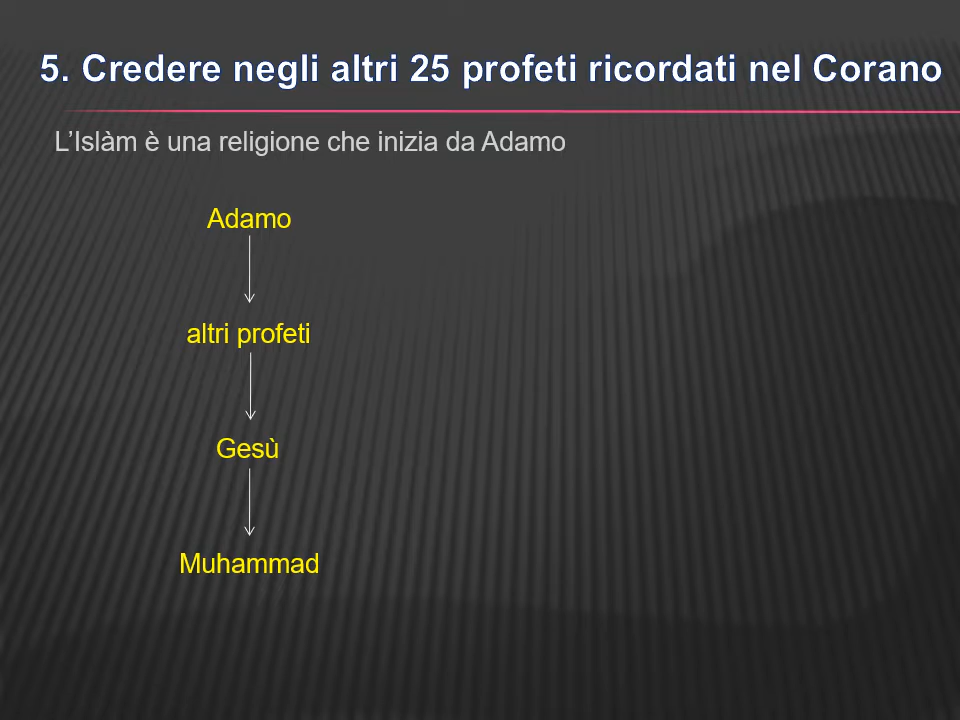 5. Credere negli altri 25 profeti ricordati nel Corano
L’Islàm è una religione che inizia da Adamo
Adamo
altri profeti
Gesù
Muhammad